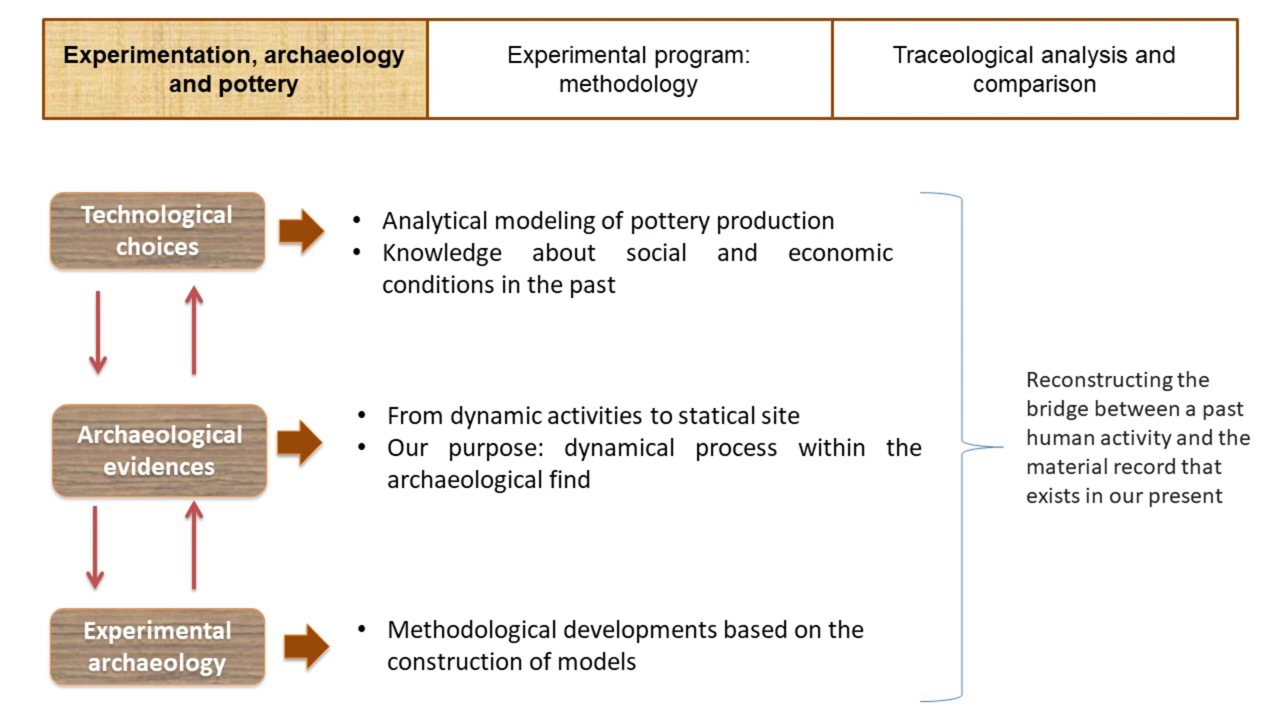 Experimentation, archaeology
and pottery
Experimental program:
methodology
Traceological analysis and
comparison
Technological
choices
• Analytical modeling of pottery production
• Knowledge about social and economic
conditions in the past
Archaeological
evidences
• From dynamic activities to statical site
• Our purpose: dynamical process within the
archaeological find
Experimental
archaeology
• Methodological developments based on the
construction of models
Reconstructing the
bridge between a past
human activity and the
material record that
exists in our present